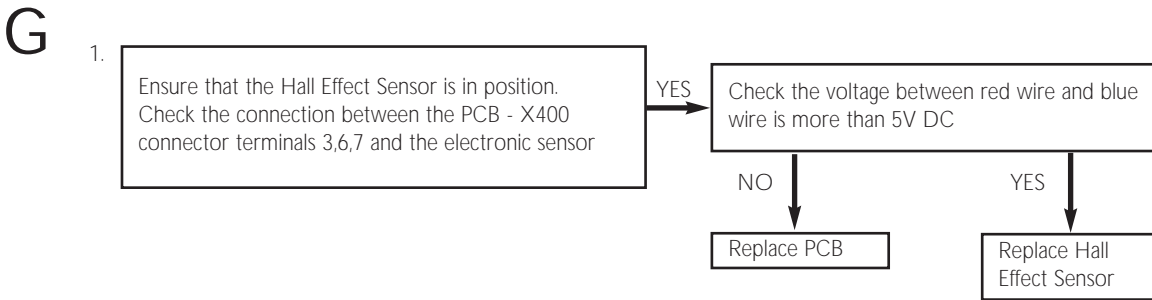 G
1.
Ensure that the Hall Effect Sensor is in position.
Check the connection between the PCB - X400
connector terminals 3,6,7 and the electronic sensor
YES
Check the voltage between red wire and blue
wire is more than 5V DC
NO
YES
Replace PCB
Replace Hall
Effect Sensor